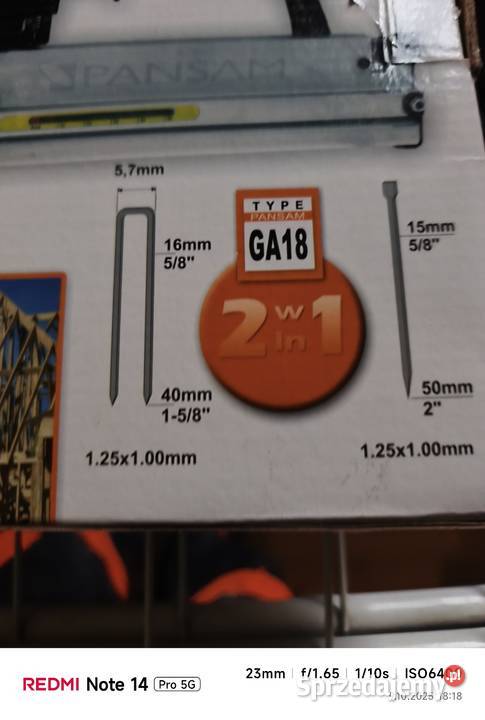 PANSAM
5,7mm
16mm
5/8"
40mm
1-5/8"
1.25x1.00mm
TYPE
PANSAM
GA18
2 w 1
in
15mm
5/8"
50mm
2"
1.25x1.00mm
REDMI Note 14 Pro 5G
23mm f/1.65 1/10s
Sprzedajemy.pl
18:18